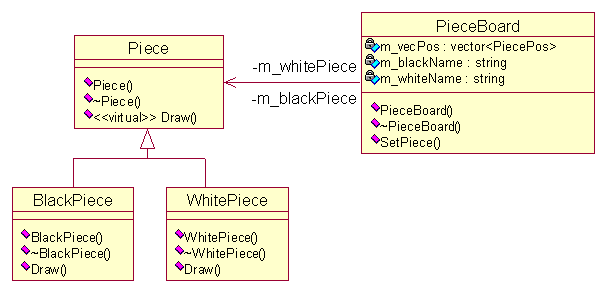 Piece
Piece()
~Piece()
<<virtual>> Draw()
-m_whitePiece
-m_blackPiece
PieceBoard
m_vecPos : vector<PiecePos>
m_blackName : string
m_whiteName : string
PieceBoard()
~PieceBoard()
SetPiece()
BlackPiece
BlackPiece()
~BlackPiece()
Draw()
WhitePiece
WhitePiece()
~WhitePiece()
Draw()